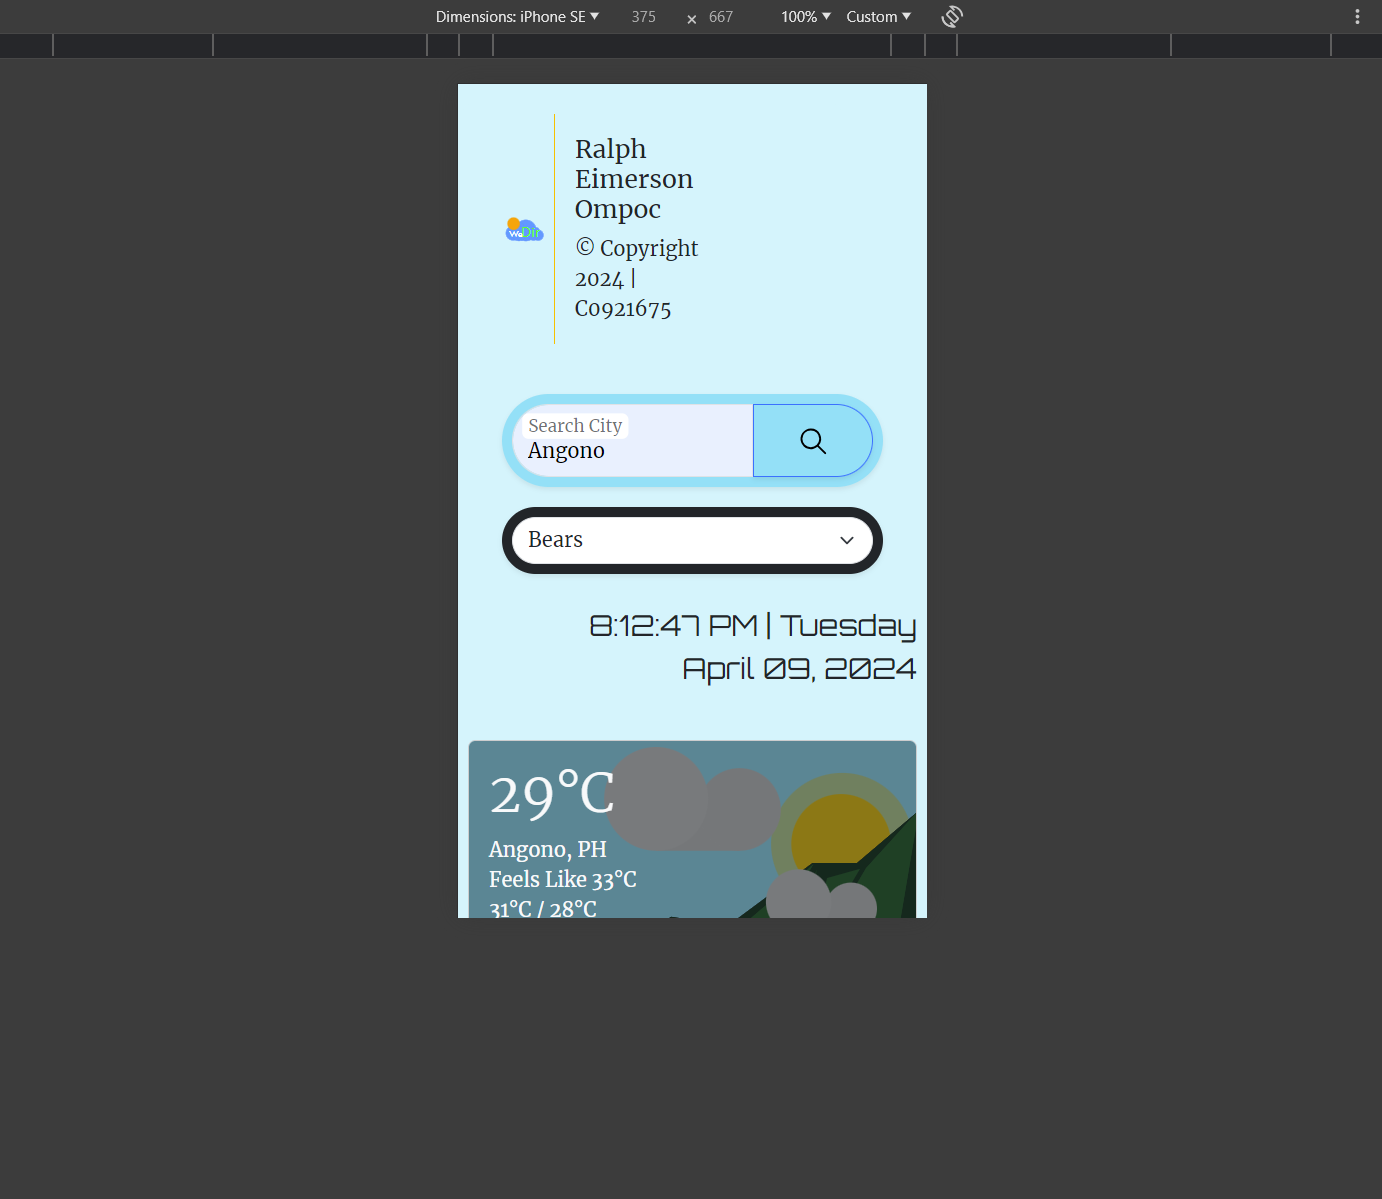 Dimensions: iPhone SE 375 × 667 100% Custom
Ralph
Eimerson
Ompoc
© Copyright
2024 |
C0921675
WaDir
Search City
Angono
Bears
8:12:47 PM | Tuesday
April 09, 2024
29°C
Angono, PH
Feels Like 33°C
31°C / 28°C